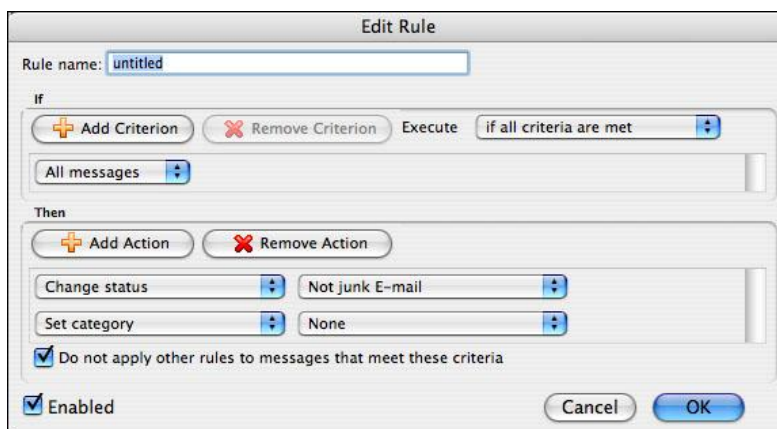 Edit Rule
Rule name: untitled
If
Add Criterion Remove Criterion Execute if all criteria are met
All messages
Then
Add Action Remove Action
Change status Not junk E-mail
Set category None
Do not apply other rules to messages that meet these criteria
Enabled Cancel OK